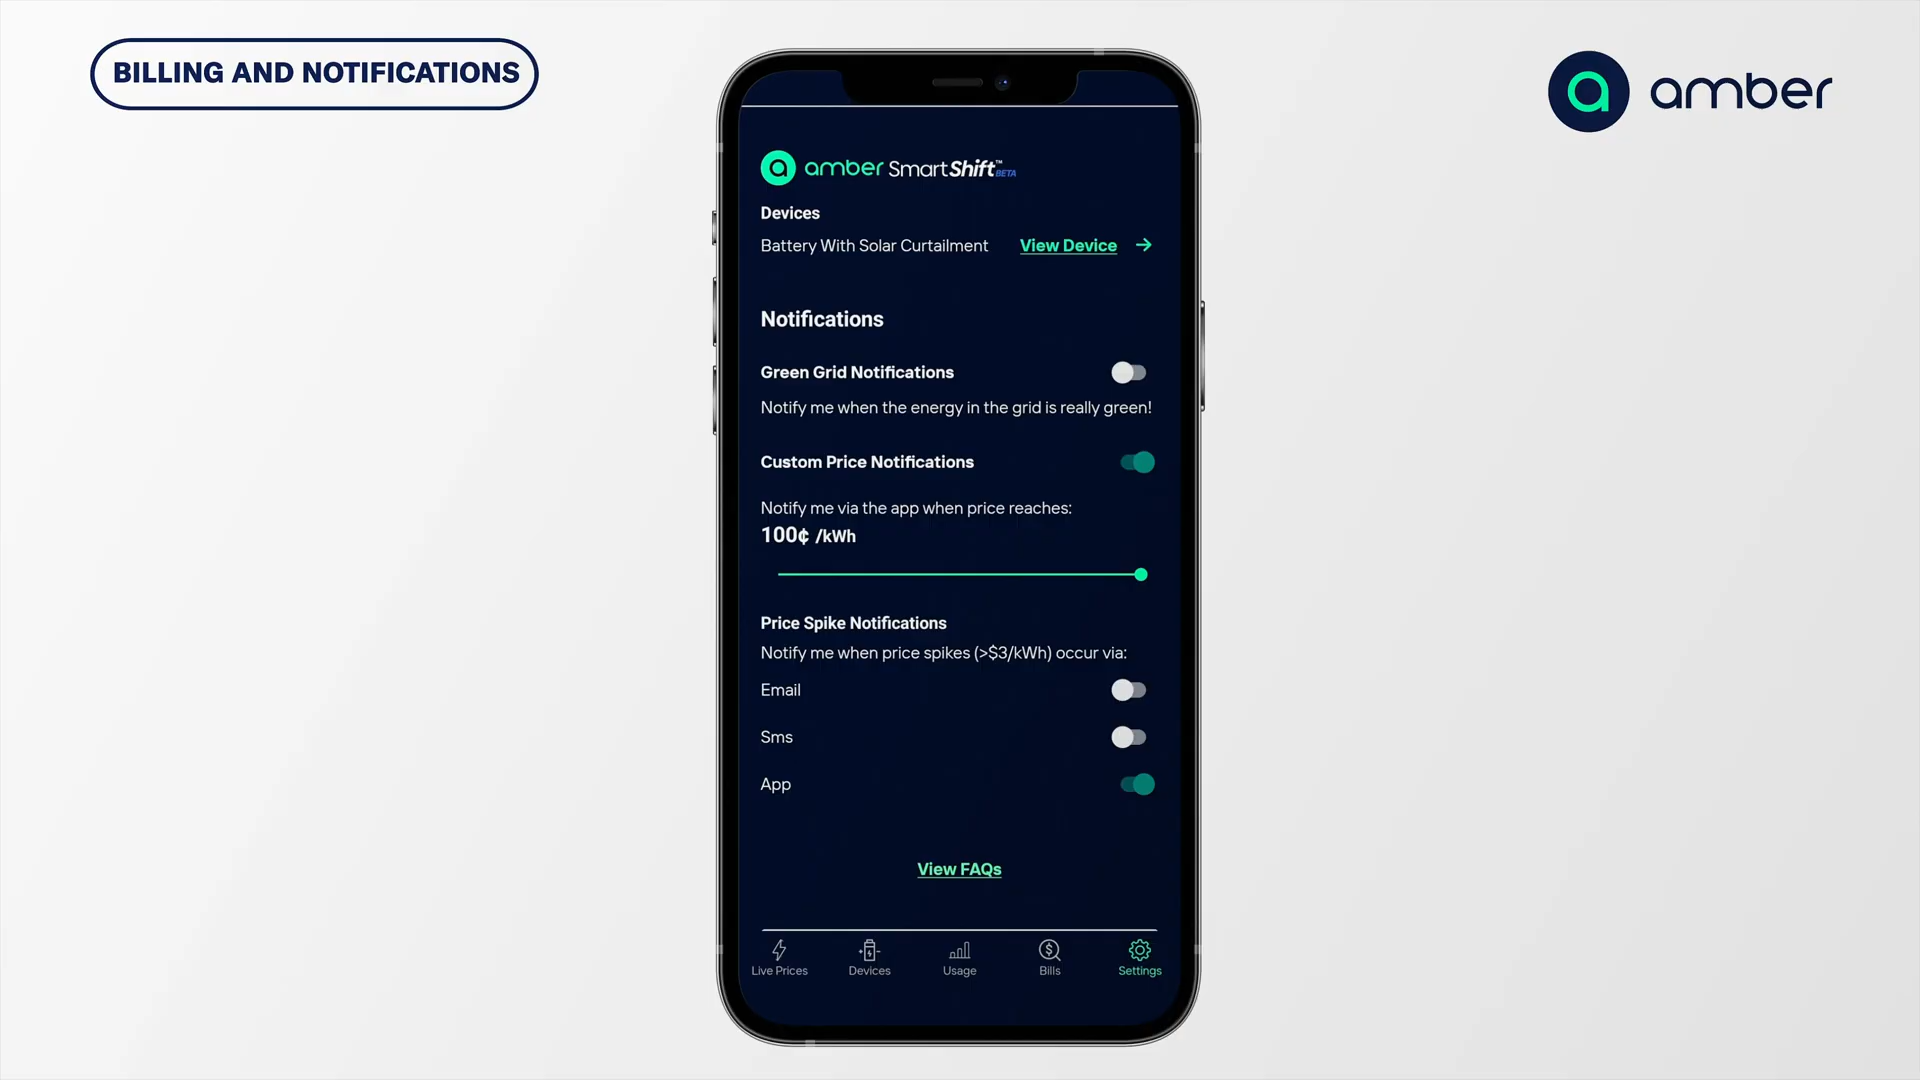 BILLING AND NOTIFICATIONS
a amber
a amber SmartShift™ BETA
Devices
Battery With Solar Curtailment View Device →
Notifications
Green Grid Notifications
Notify me when the energy in the grid is really green!
Custom Price Notifications
Notify me via the app when price reaches:
100¢ /kWh
Price Spike Notifications
Notify me when price spikes (>$3/kWh) occur via:
Email
Sms
App
View FAQs
Live Prices Devices Usage Bills Settings